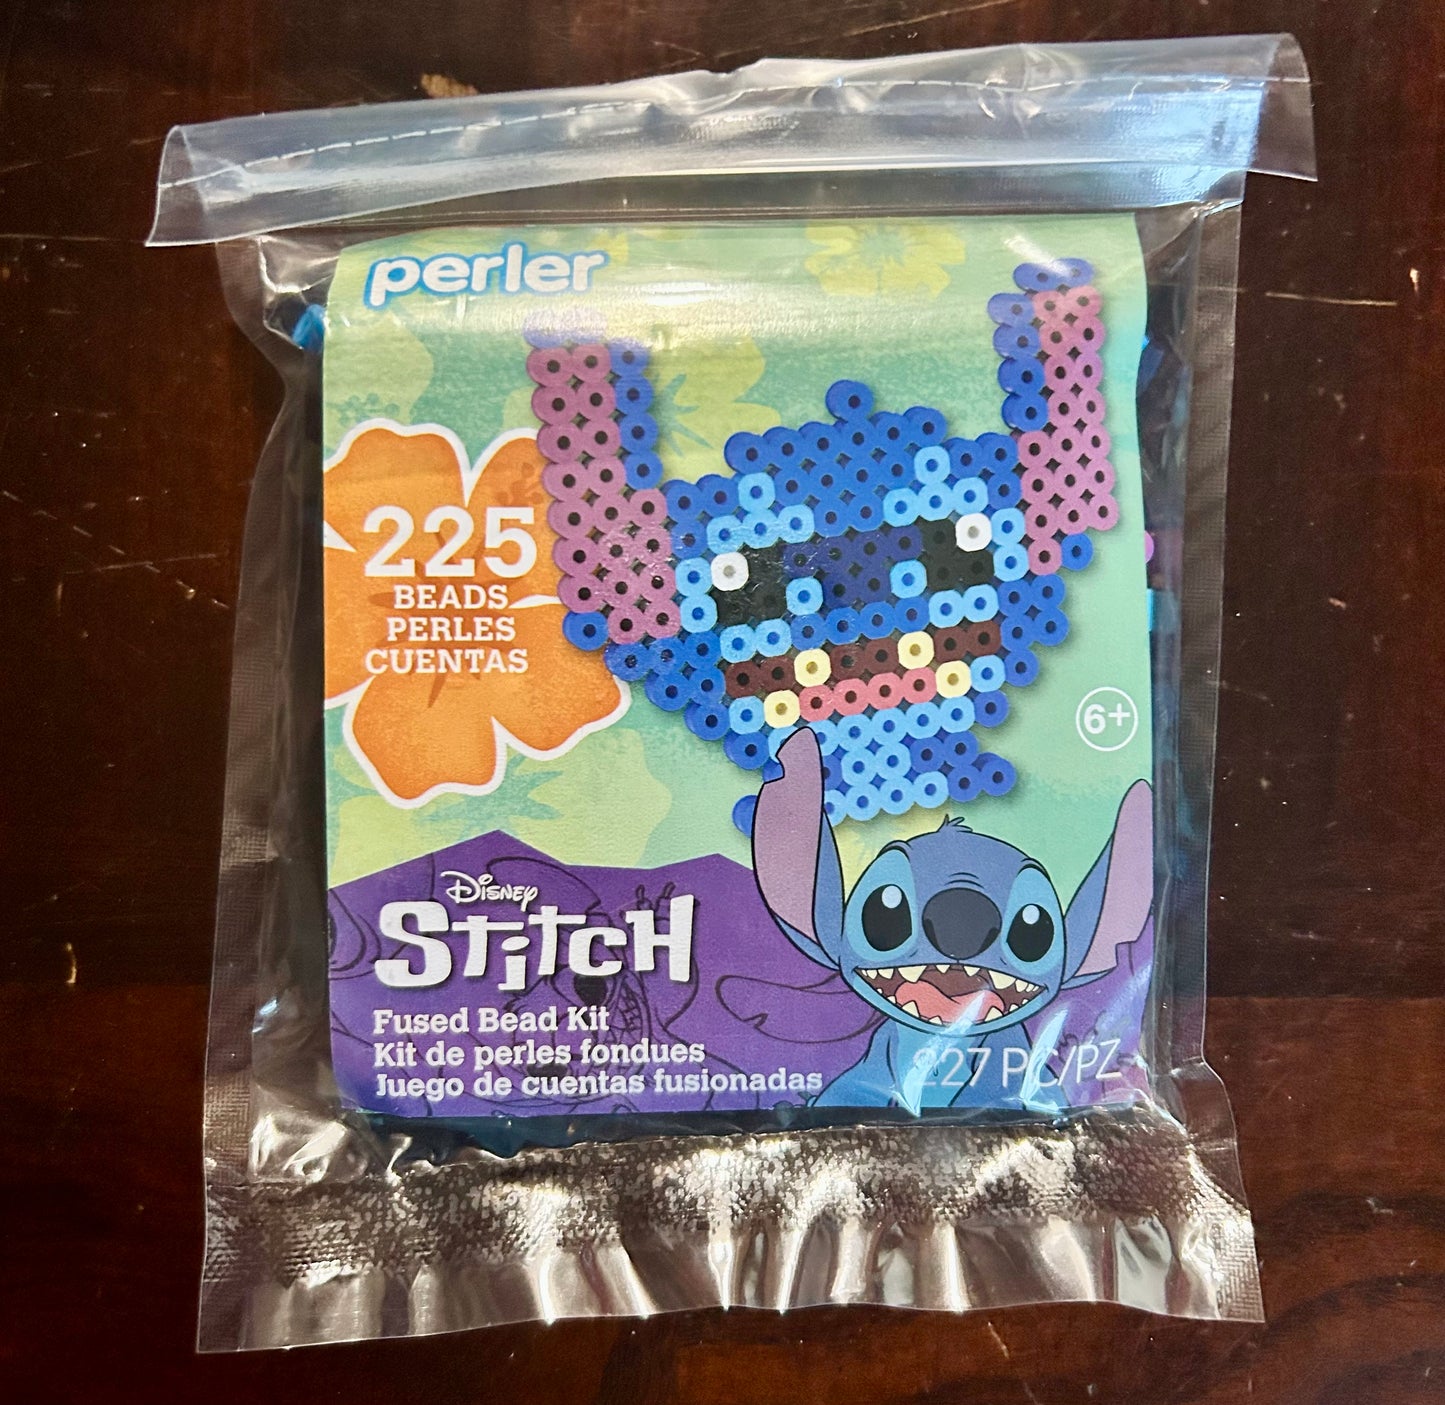 perler
225
BEADS
PERLES
CUENTAS
6+
Disney
Stitch
Fused Bead Kit
Kit de perles fondues
Juego de cuentas fusionadas
227 PC/PZ